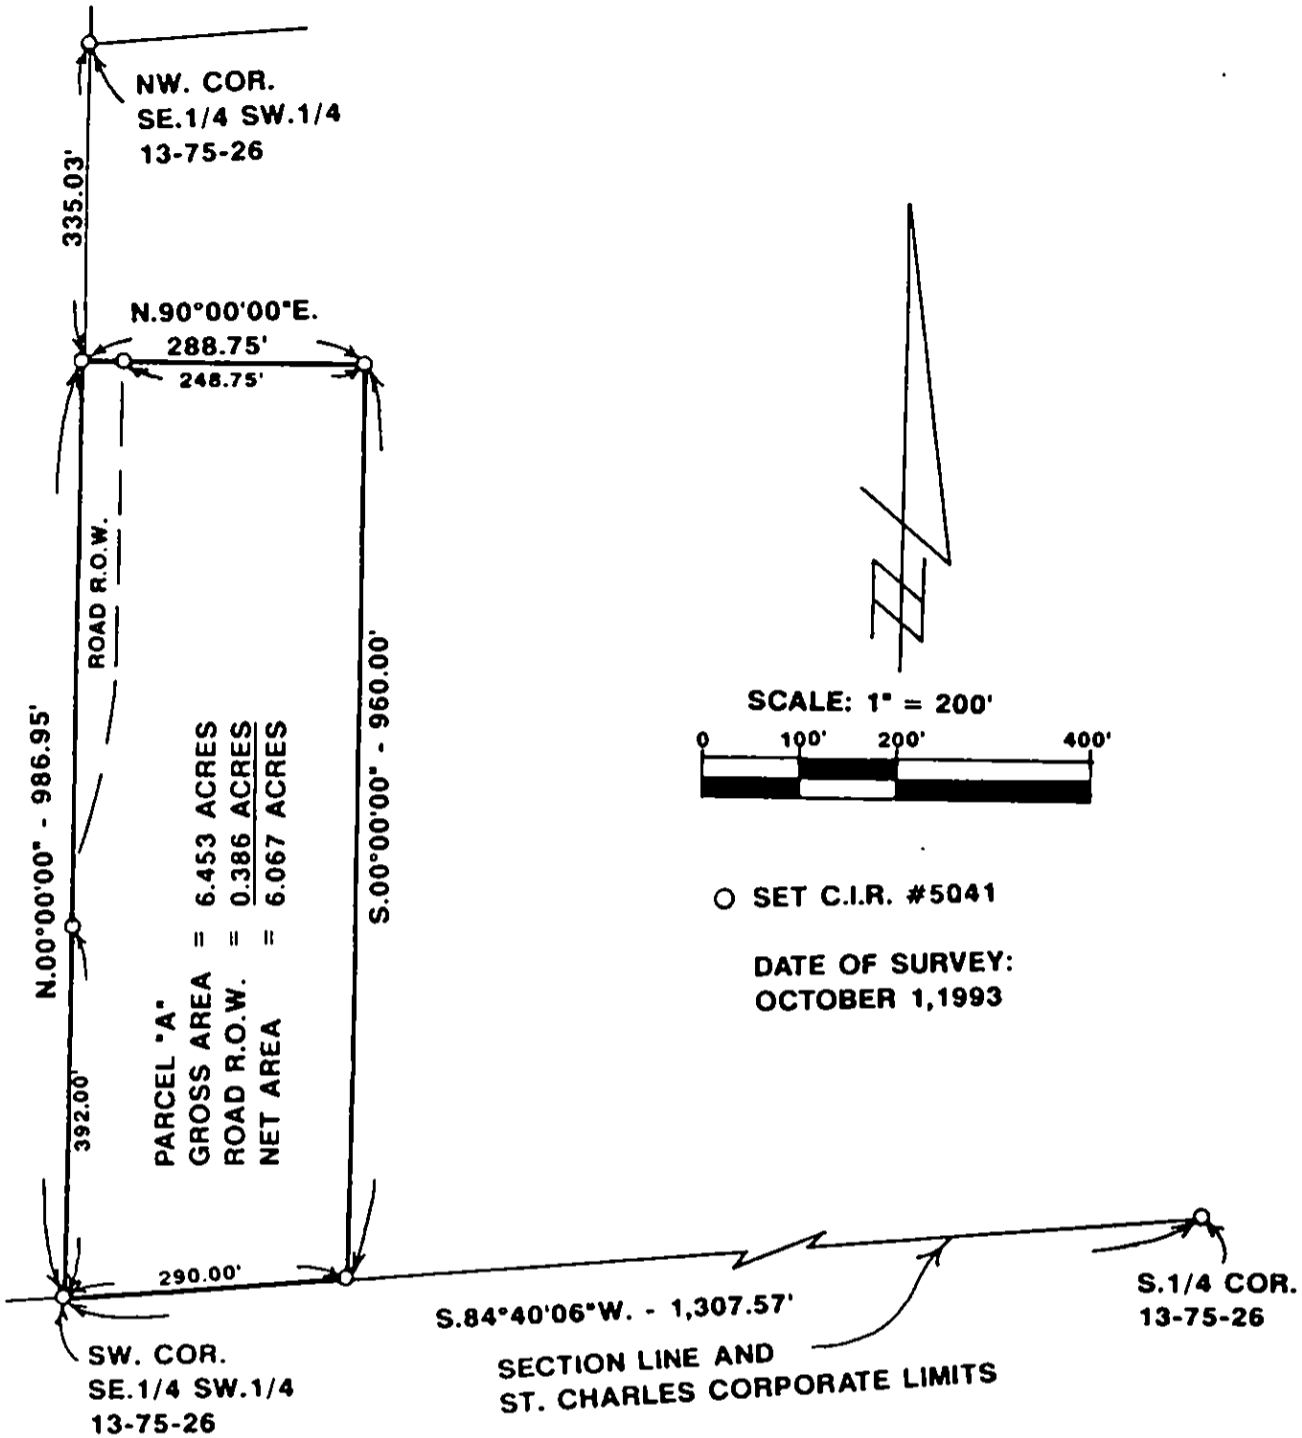 NW. COR.
SE.1/4 SW.1/4
13-75-26
335.03'
N.90°00'00"E.
288.75'
248.75'
ROAD R.O.W.
N.00°00'00" - 986.95'
S.00°00'00" - 960.00'
392.00'
PARCEL "A"
GROSS AREA = 6.453 ACRES
ROAD R.O.W. = 0.386 ACRES
NET AREA = 6.067 ACRES
SCALE: 1" = 200'
0 100' 200' 400'
SET C.I.R. #5041
DATE OF SURVEY:
OCTOBER 1,1993
290.00'
S.84°40'06"W. - 1,307.57'
S.1/4 COR.
13-75-26
SECTION LINE AND
ST. CHARLES CORPORATE LIMITS
SW. COR.
SE.1/4 SW.1/4
13-75-26